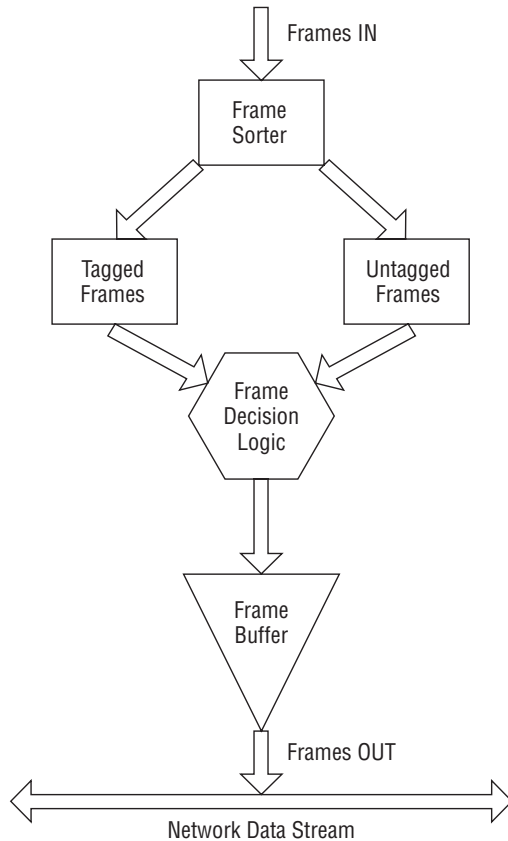 Frames IN
Frame
Sorter
Tagged
Frames
Untagged
Frames
Frame
Decision
Logic
Frame
Buffer
Frames OUT
Network Data Stream